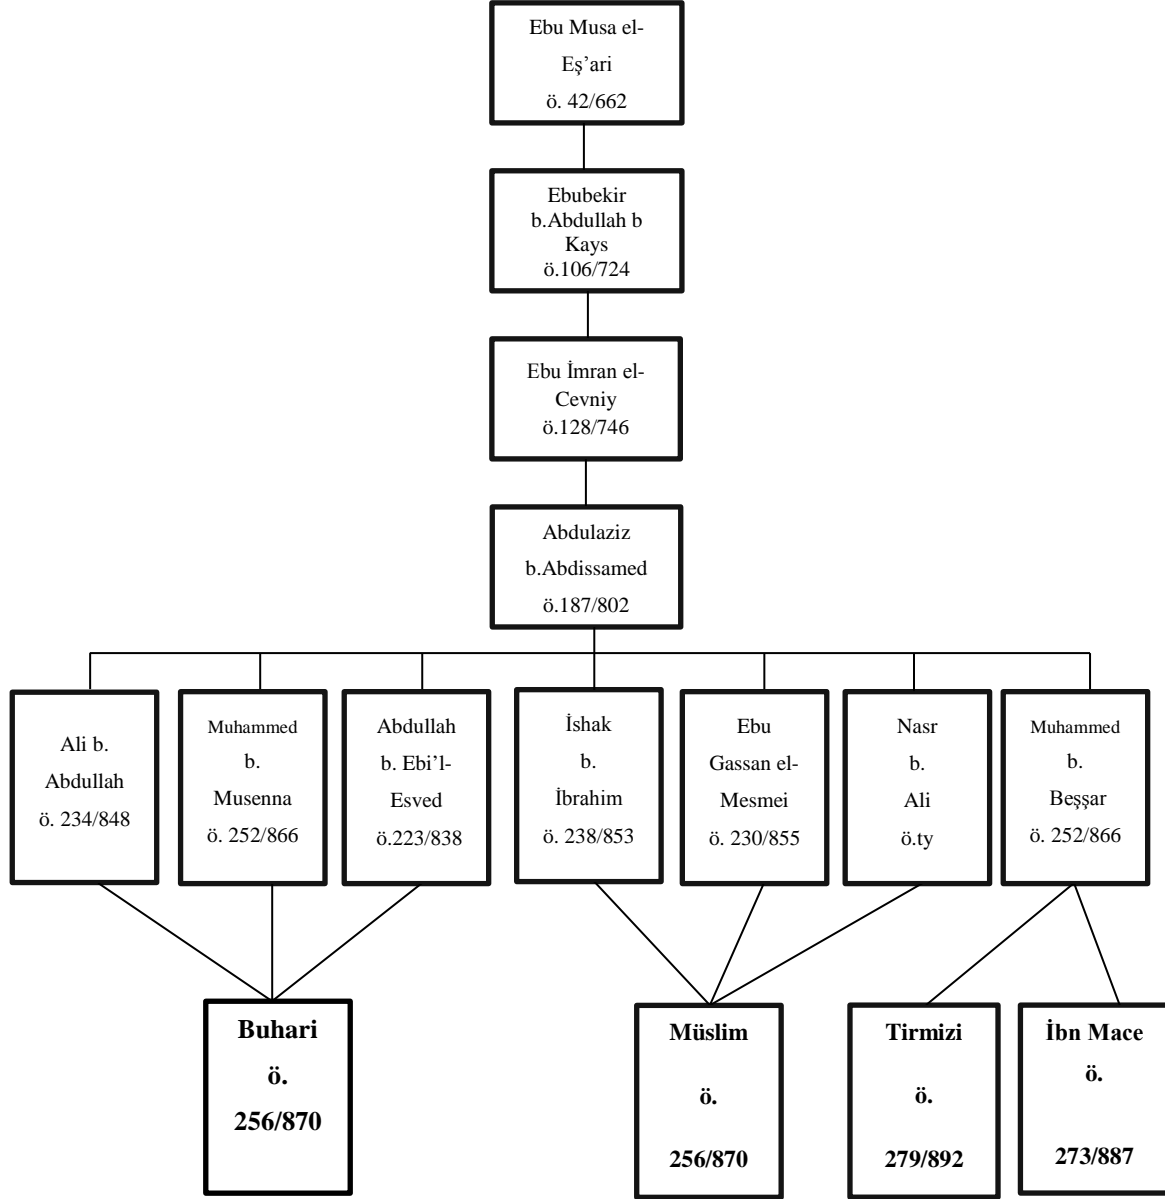 Ebu Musa el-
Eş’ari
ö. 42/662
Ebubekir
b.Abdullah b
Kays
ö.106/724
Ebu İmran el-
Cevniy
ö.128/746
Abdulaziz
b.Abdissamed
ö.187/802
Ali b.
Abdullah
ö. 234/848
Muhammed
b.
Musenna
ö. 252/866
Abdullah
b. Ebi’l-
Esved
ö.223/838
İshak
b.
İbrahim
ö. 238/853
Ebu
Gassan el-
Mesmei
ö. 230/855
Nasr
b.
Ali
ö.ty
Muhammed
b.
Beşşar
ö. 252/866
Buhari
ö.
256/870
Müslim
ö.
256/870
Tirmizi
ö.
279/892
İbn Mace
ö.
273/887